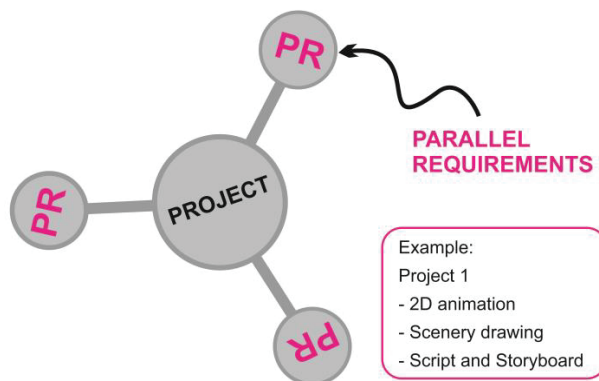 PR
PARALLEL
REQUIREMENTS
PROJECT
PR
PR
Example:
Project 1
- 2D animation
- Scenery drawing
- Script and Storyboard